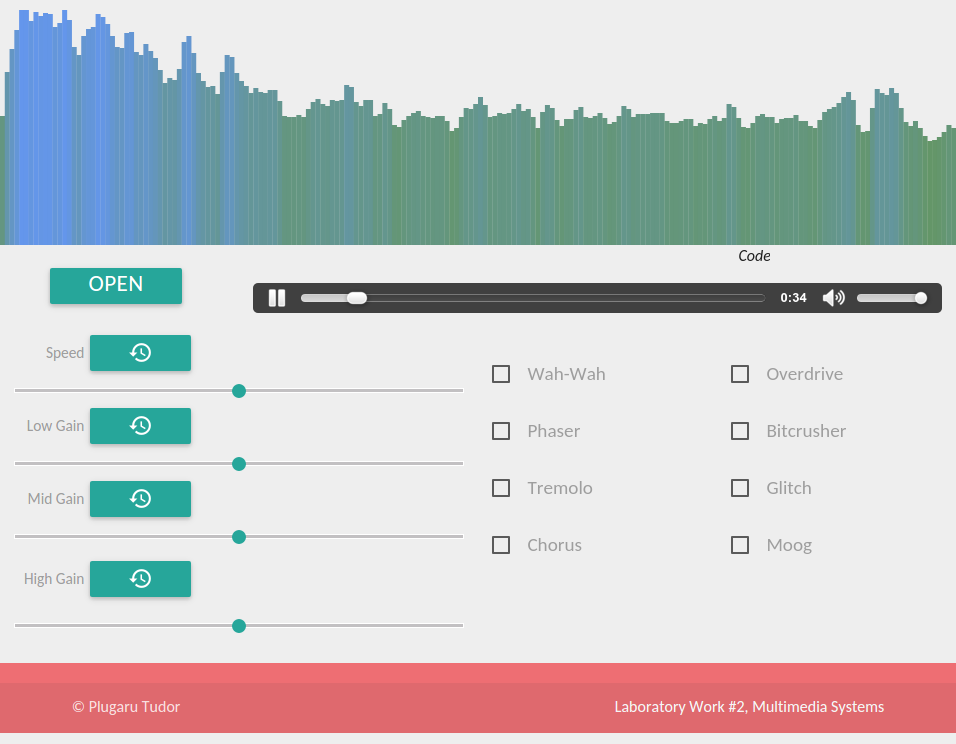 Code
OPEN
0:34
Speed
Low Gain
Mid Gain
High Gain
Wah-Wah
Overdrive
Phaser
Bitcrusher
Tremolo
Glitch
Chorus
Moog
© Plugaru Tudor
Laboratory Work #2, Multimedia Systems